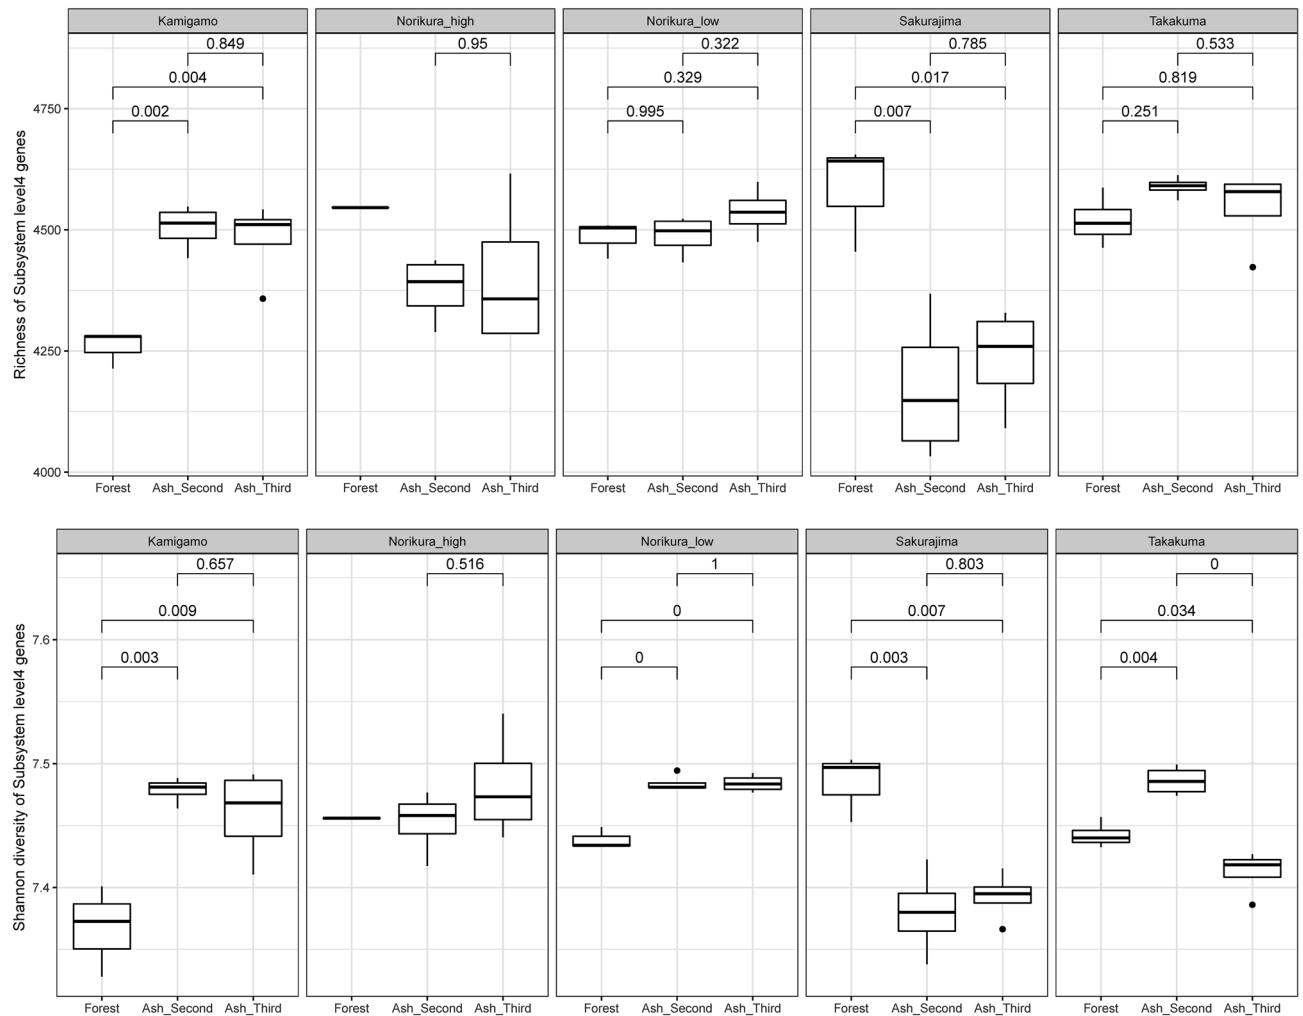 Kamigamo Norikura_high Norikura_low Sakurajima Takakuma
0.849 0.95 0.322 0.785 0.533
0.004 0.329 0.017 0.819
0.002 0.995 0.007 0.251
Richness of Subsystem level4 genes
4750
4500
4250
4000
Forest Ash_Second Ash_Third Forest Ash_Second Ash_Third Forest Ash_Second Ash_Third Forest Ash_Second Ash_Third Forest Ash_Second Ash_Third
Kamigamo Norikura_high Norikura_low Sakurajima Takakuma
0.657 0.516 1 0.803 0
0.009 0 0.007 0.034
0.003 0 0.003 0.004
Shannon diversity of Subsystem level4 genes
7.6
7.5
7.4
Forest Ash_Second Ash_Third Forest Ash_Second Ash_Third Forest Ash_Second Ash_Third Forest Ash_Second Ash_Third Forest Ash_Second Ash_Third